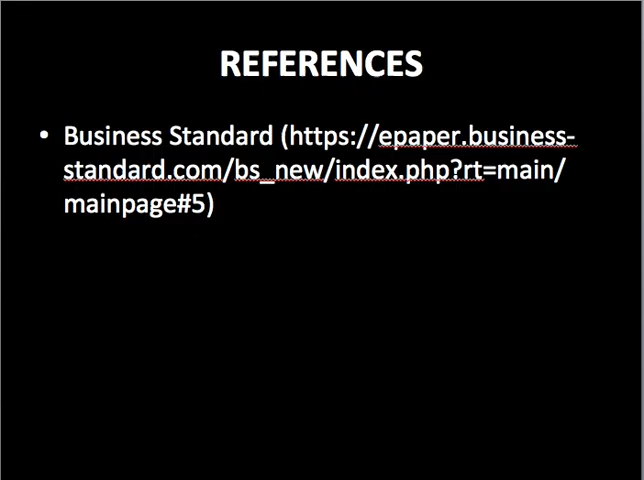 REFERENCES
• Business Standard (https://epaper.business-
standard.com/bs_new/index.php?rt=main/
mainpage#5)